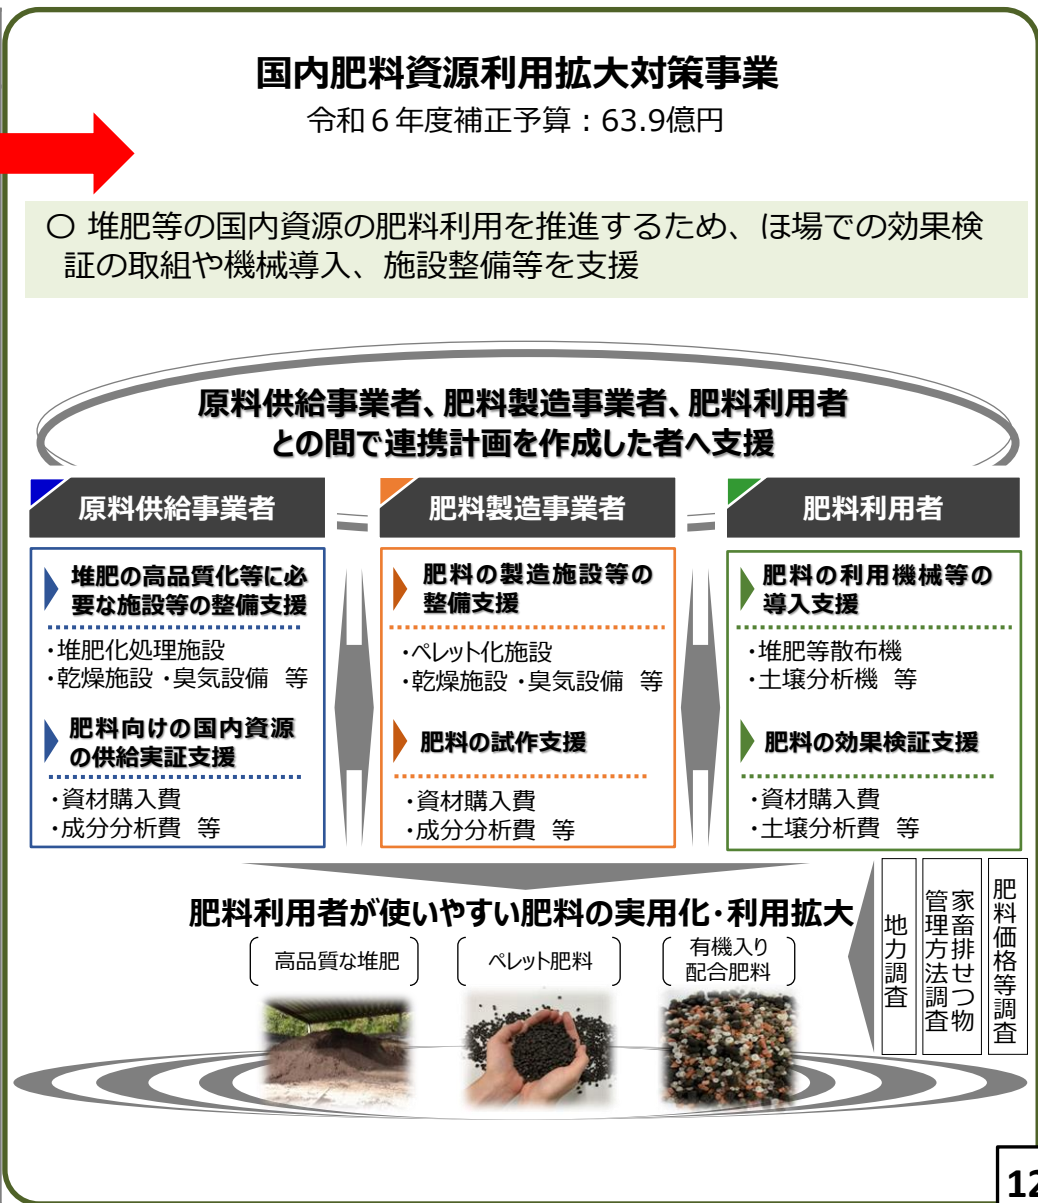 国内肥料資源利用拡大対策事業
令和６年度補正予算：63.9億円
〇 堆肥等の国内資源の肥料利用を推進するため、ほ場での効果検
証の取組や機械導入、施設整備等を支援
原料供給事業者、肥料製造事業者、肥料利用者
との間で連携計画を作成した者へ支援
原料供給事業者
堆肥の高品質化等に必
要な施設等の整備支援
・堆肥化処理施設
・乾燥施設 ・臭気設備 等
肥料向けの国内資源
の供給実証支援
・資材購入費
・成分分析費 等
肥料製造事業者
肥料の製造施設等の
整備支援
・ペレット化施設
・乾燥施設 ・臭気設備 等
肥料の試作支援
・資材購入費
・成分分析費 等
肥料利用者
肥料の利用機械等の
導入支援
・堆肥等散布機
・土壌分析機 等
肥料の効果検証支援
・資材購入費
・土壌分析費 等
肥料利用者が使いやすい肥料の実用化・利用拡大
高品質な堆肥
ペレット肥料
有機入り
配合肥料
肥料価格等調査
家畜排せつ物
管理方法調査
地力調査
12